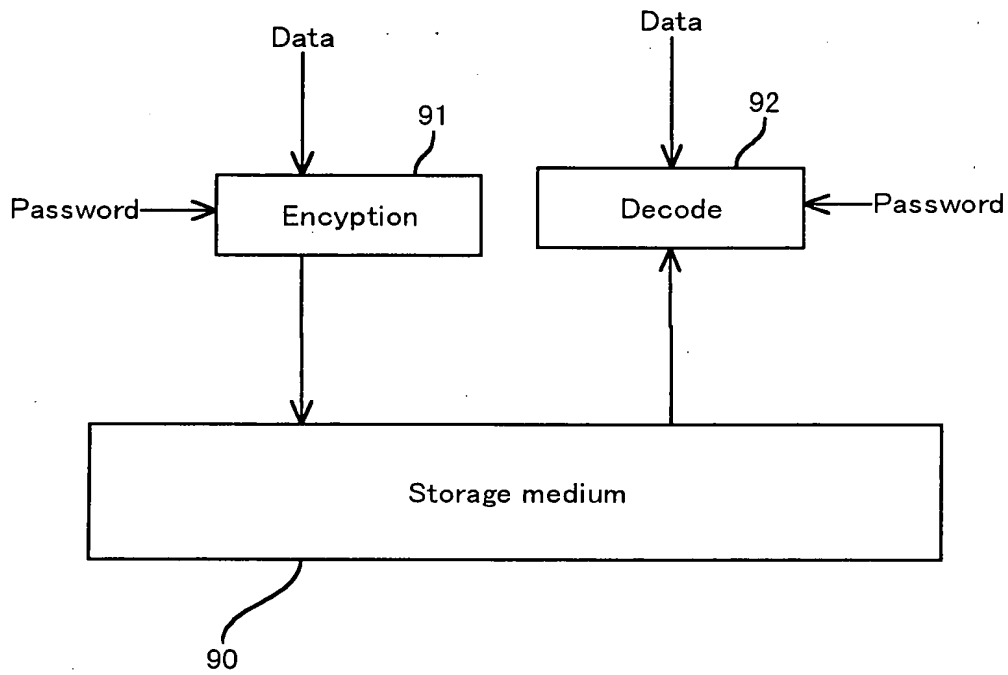 Data
Data
91
92
Password
Encyption
Decode
Password
Storage medium
90